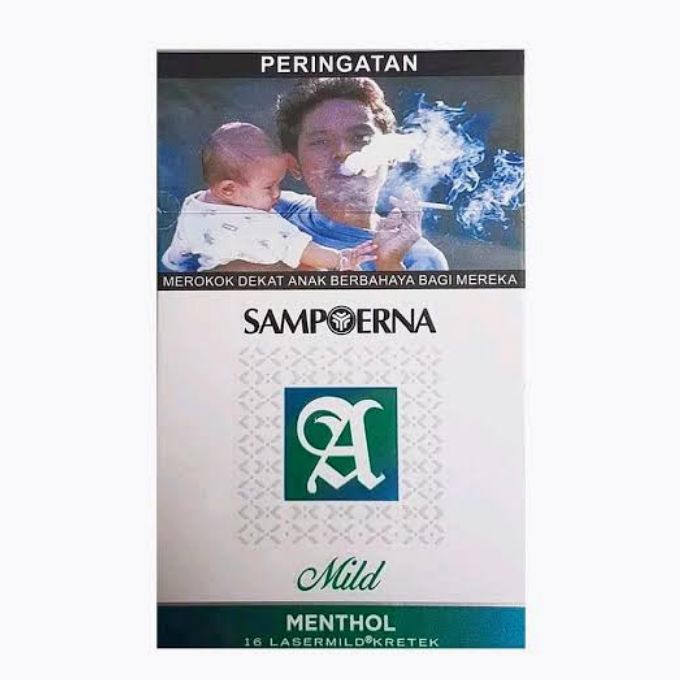 PERINGATAN
MEROKOK DEKAT ANAK BERBAHAYA BAGI MEREKA
SAMPOERNA
A
Mild
MENTHOL
16 LASERMILD®KRETEK